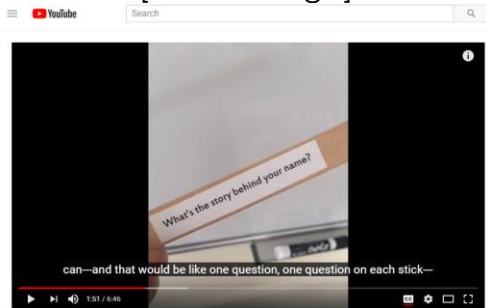 YouTube
Search
What's the story behind your name?
can—and that would be like one question, one question on each stick—
1:51 / 6:46